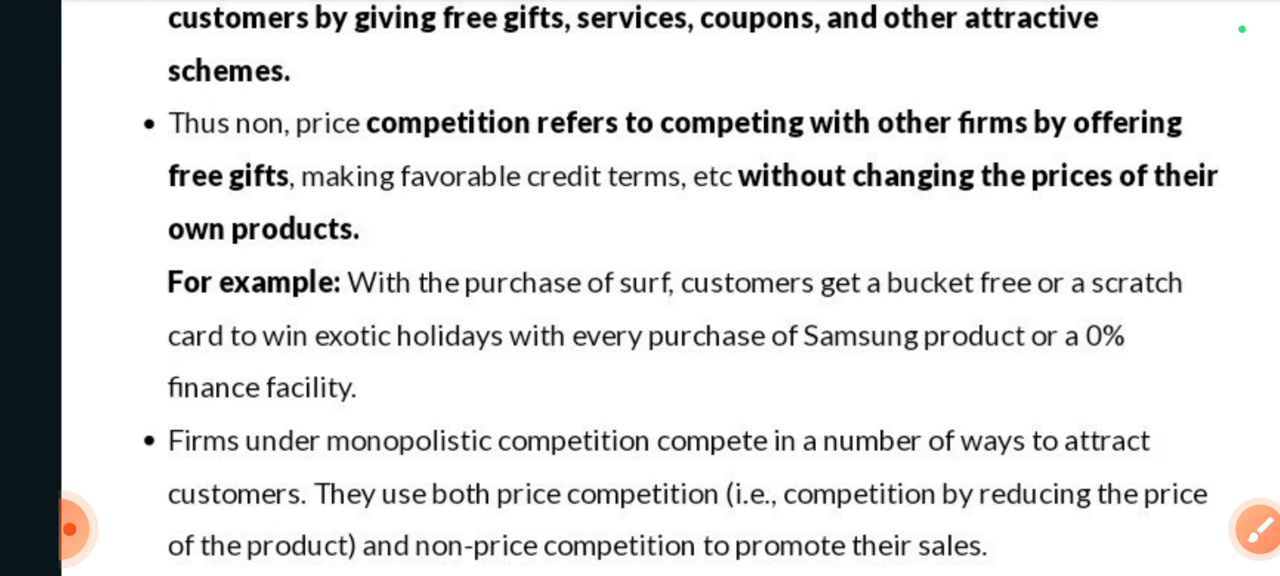 customers by giving free gifts, services, coupons, and other attractive
schemes.
• Thus non, price competition refers to competing with other firms by offering
free gifts, making favorable credit terms, etc without changing the prices of their
own products.
For example: With the purchase of surf, customers get a bucket free or a scratch
card to win exotic holidays with every purchase of Samsung product or a 0%
finance facility.
• Firms under monopolistic competition compete in a number of ways to attract
customers. They use both price competition (i.e., competition by reducing the price
of the product) and non-price competition to promote their sales.